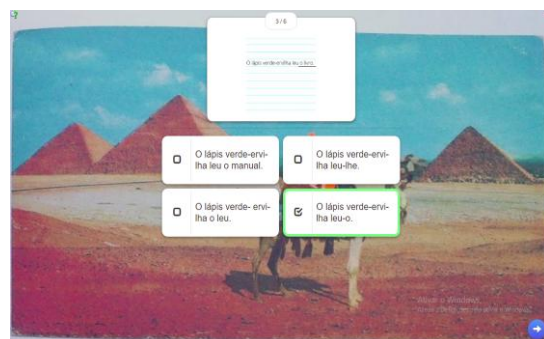 3 / 6
O lápis verde-ervilha leu o livro.
O lápis verde-ervi-
lha leu o manual.
O lápis verde-ervi-
lha leu-lhe.
O lápis verde- ervi-
lha o leu.
O lápis verde-ervi-
lha leu-o.